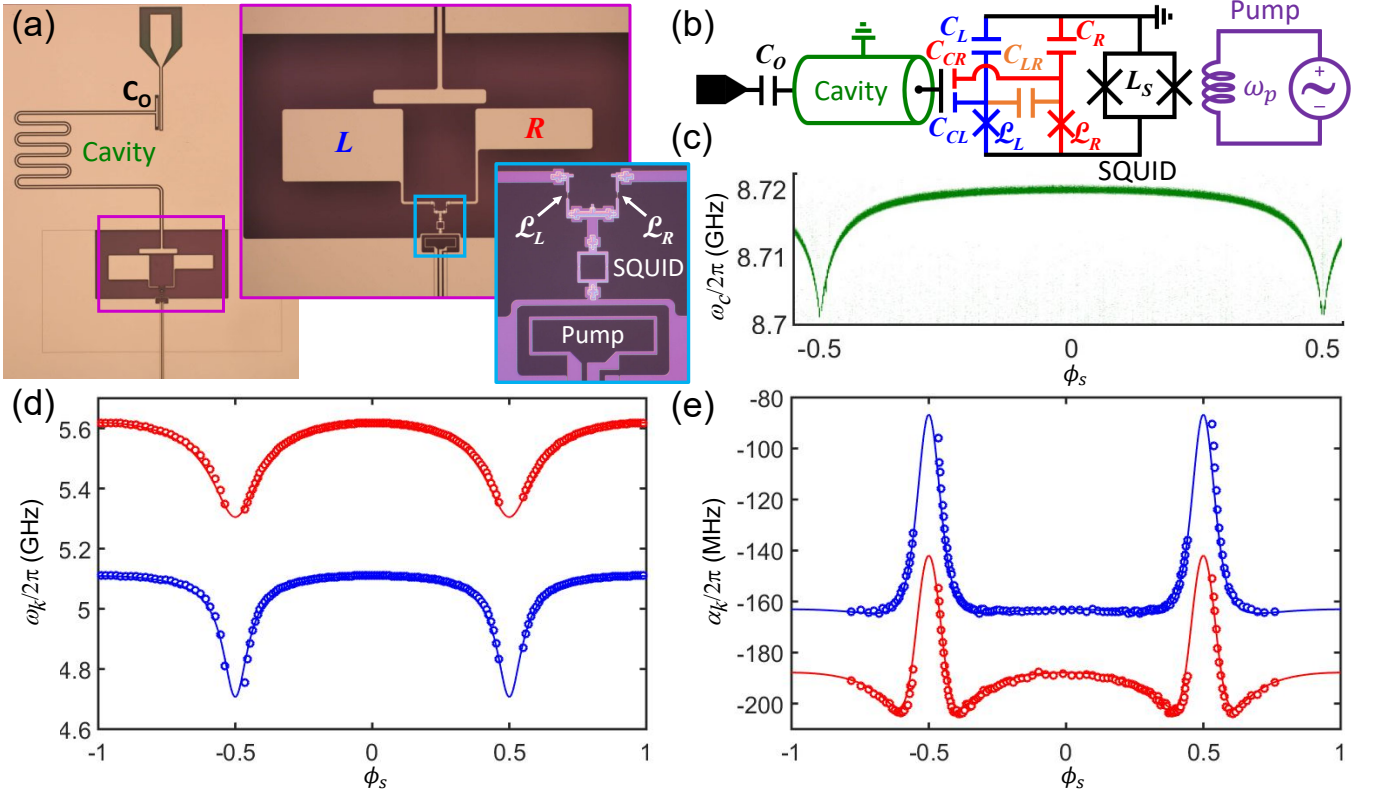 (a)
C_O
Cavity
L
R
ℒ_L
ℒ_R
SQUID
Pump
(b)
C_O
Cavity
C_CR
C_CL
C_L
C_LR
C_R
ℒ_L
ℒ_R
L_S
SQUID
Pump
ω_p
+
−
(c)
ω_c/2π (GHz)
8.72
8.71
8.7
-0.5
0
0.5
ϕ_s
(d)
ω_k/2π (GHz)
5.6
5.4
5.2
5
4.8
4.6
-1
-0.5
0
0.5
1
ϕ_s
(e)
α_k/2π (MHz)
-80
-100
-120
-140
-160
-180
-200
-1
-0.5
0
0.5
1
ϕ_s